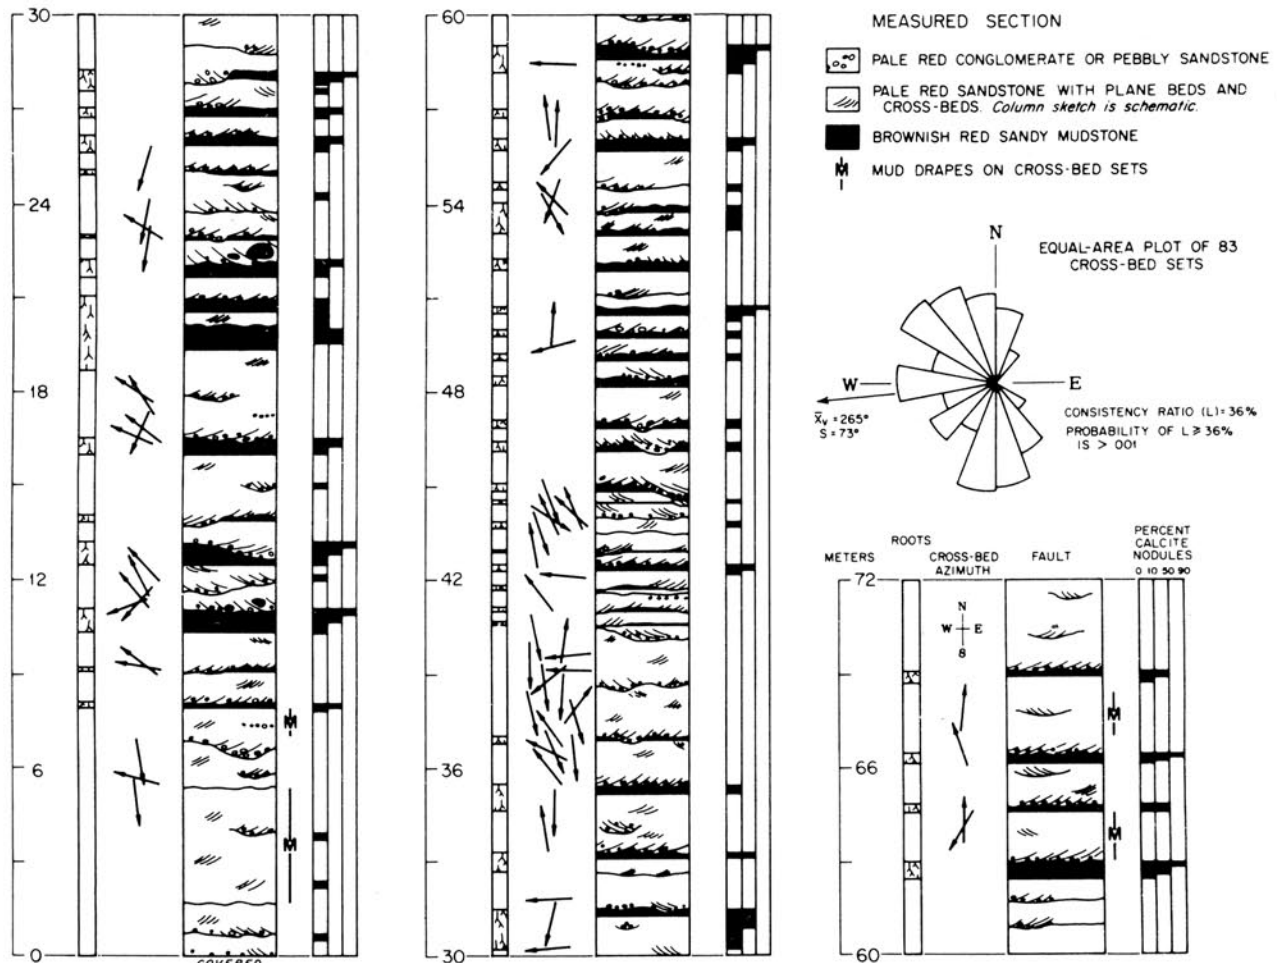 30
24
18
12
6
0
COVERED
60
54
48
42
36
30
MEASURED SECTION
PALE RED CONGLOMERATE OR PEBBLY SANDSTONE
PALE RED SANDSTONE WITH PLANE BEDS AND
CROSS-BEDS. Column sketch is schematic.
BROWNISH RED SANDY MUDSTONE
M MUD DRAPES ON CROSS-BED SETS
M
M
N
EQUAL-AREA PLOT OF 83
CROSS-BED SETS
W
E
X̄v = 265°
S = 73°
CONSISTENCY RATIO (L)= 36%
PROBABILITY OF L ≥ 36%
IS > 001
METERS
ROOTS
CROSS-BED
AZIMUTH
FAULT
PERCENT
CALCITE
NODULES
0 10 50 90
72
66
60
N
W E
S
M
M